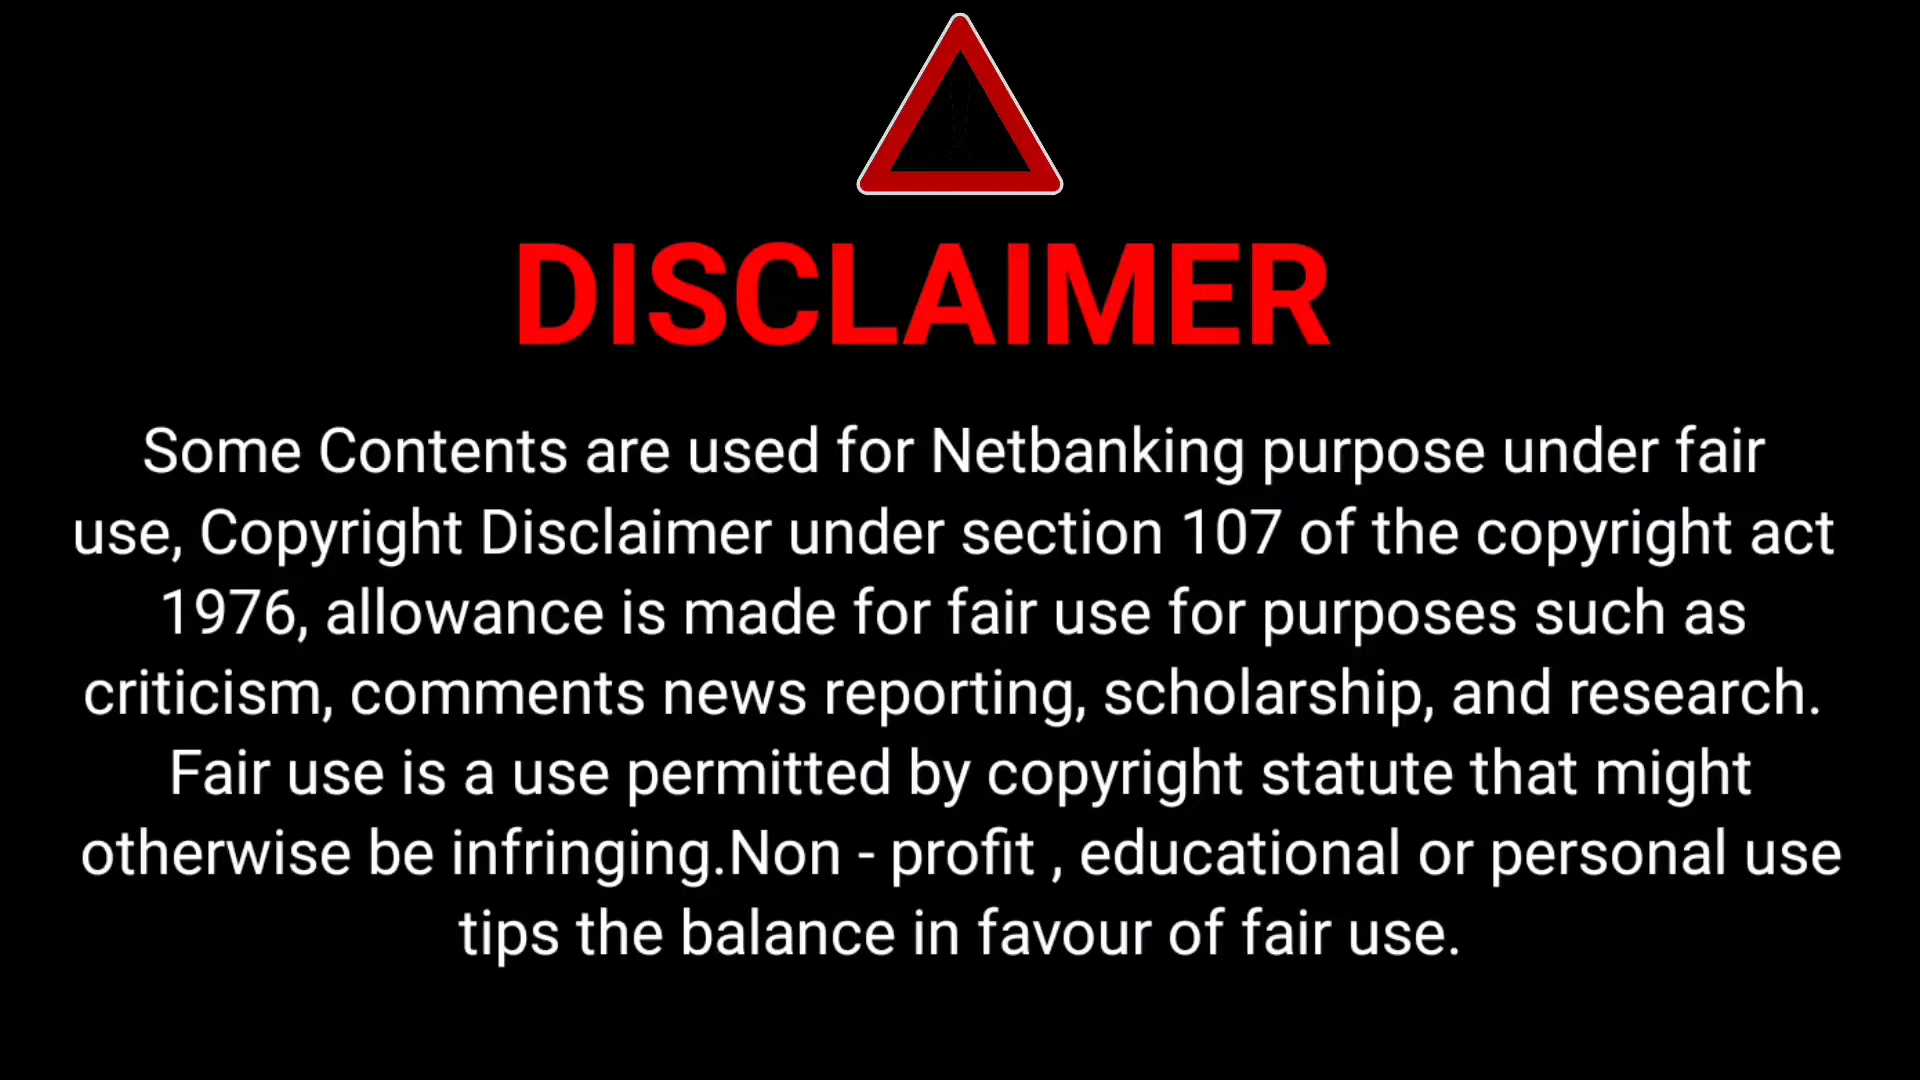 DISCLAIMER
Some Contents are used for Netbanking purpose under fair
use, Copyright Disclaimer under section 107 of the copyright act
1976, allowance is made for fair use for purposes such as
criticism, comments news reporting, scholarship, and research.
Fair use is a use permitted by copyright statute that might
otherwise be infringing.Non - profit , educational or personal use
tips the balance in favour of fair use.